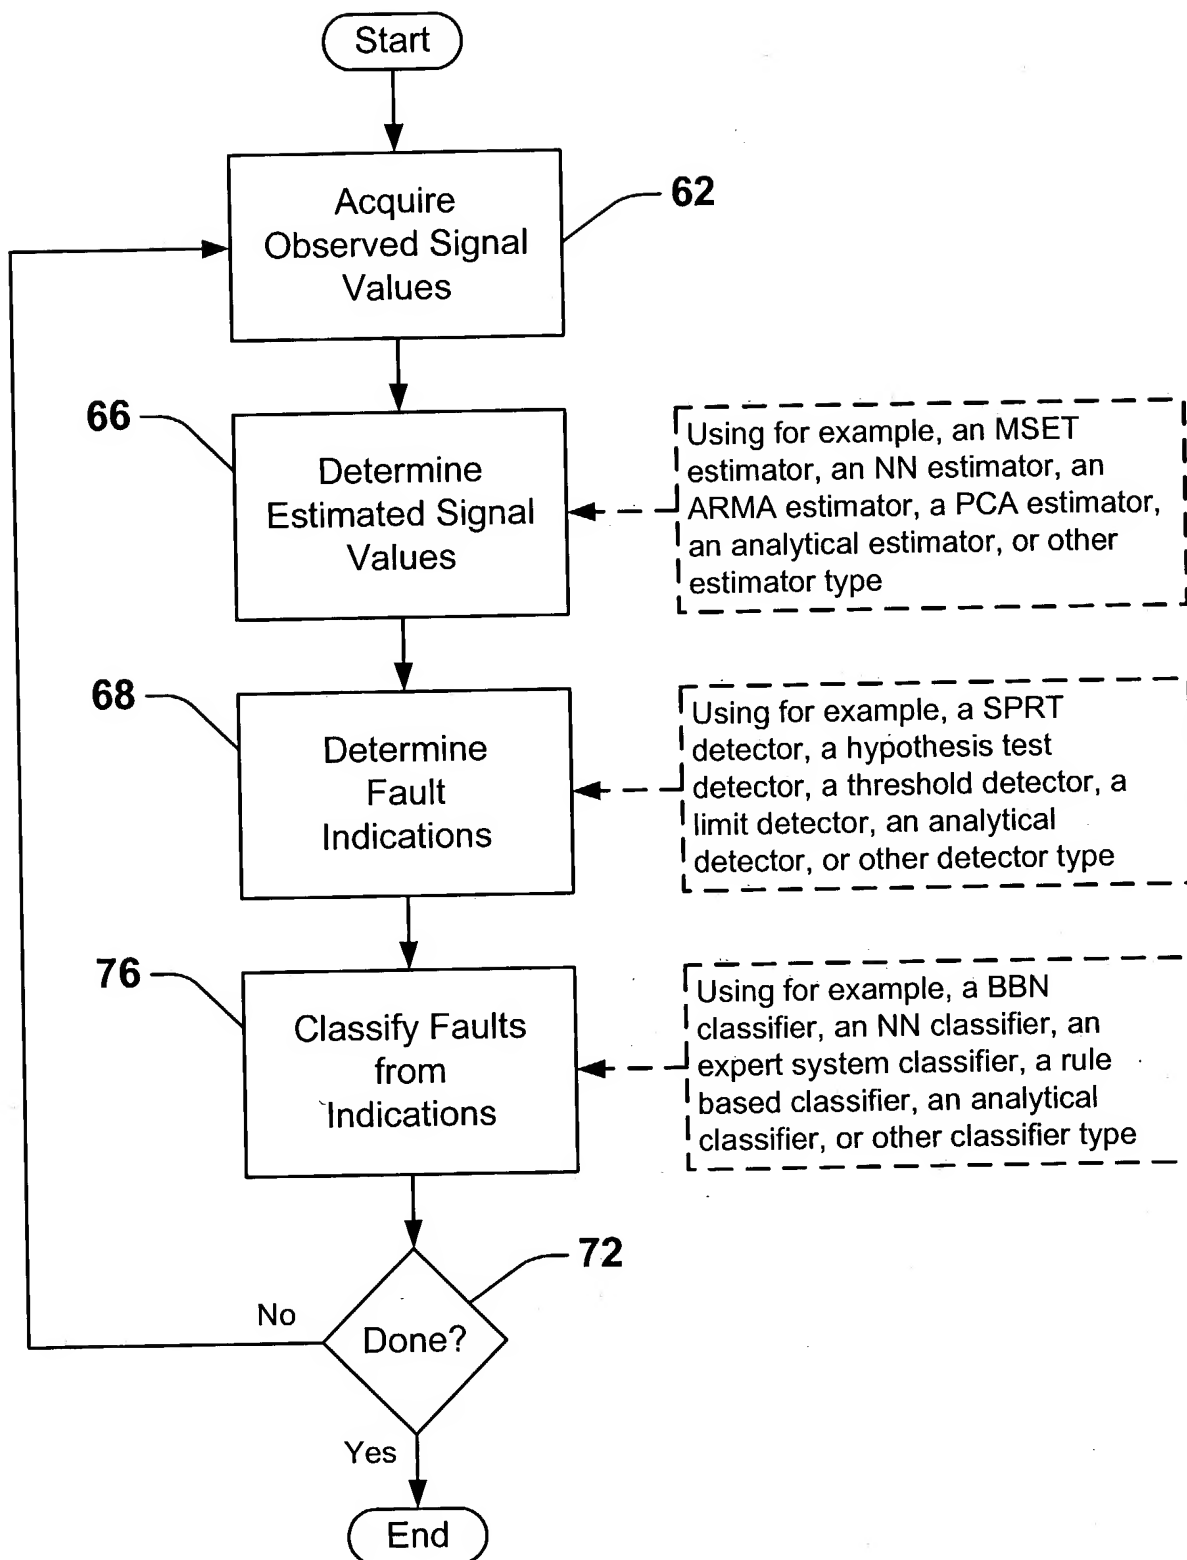 Start
Acquire
Observed Signal
Values
62
66
Determine
Estimated Signal
Values
Using for example, an MSET
estimator, an NN estimator, an
ARMA estimator, a PCA estimator,
an analytical estimator, or other
estimator type
68
Determine
Fault
Indications
Using for example, a SPRT
detector, a hypothesis test
detector, a threshold detector, a
limit detector, an analytical
detector, or other detector type
76
Classify Faults
from
Indications
Using for example, a BBN
classifier, an NN classifier, an
expert system classifier, a rule
based classifier, an analytical
classifier, or other classifier type
72
Done?
No
Yes
End